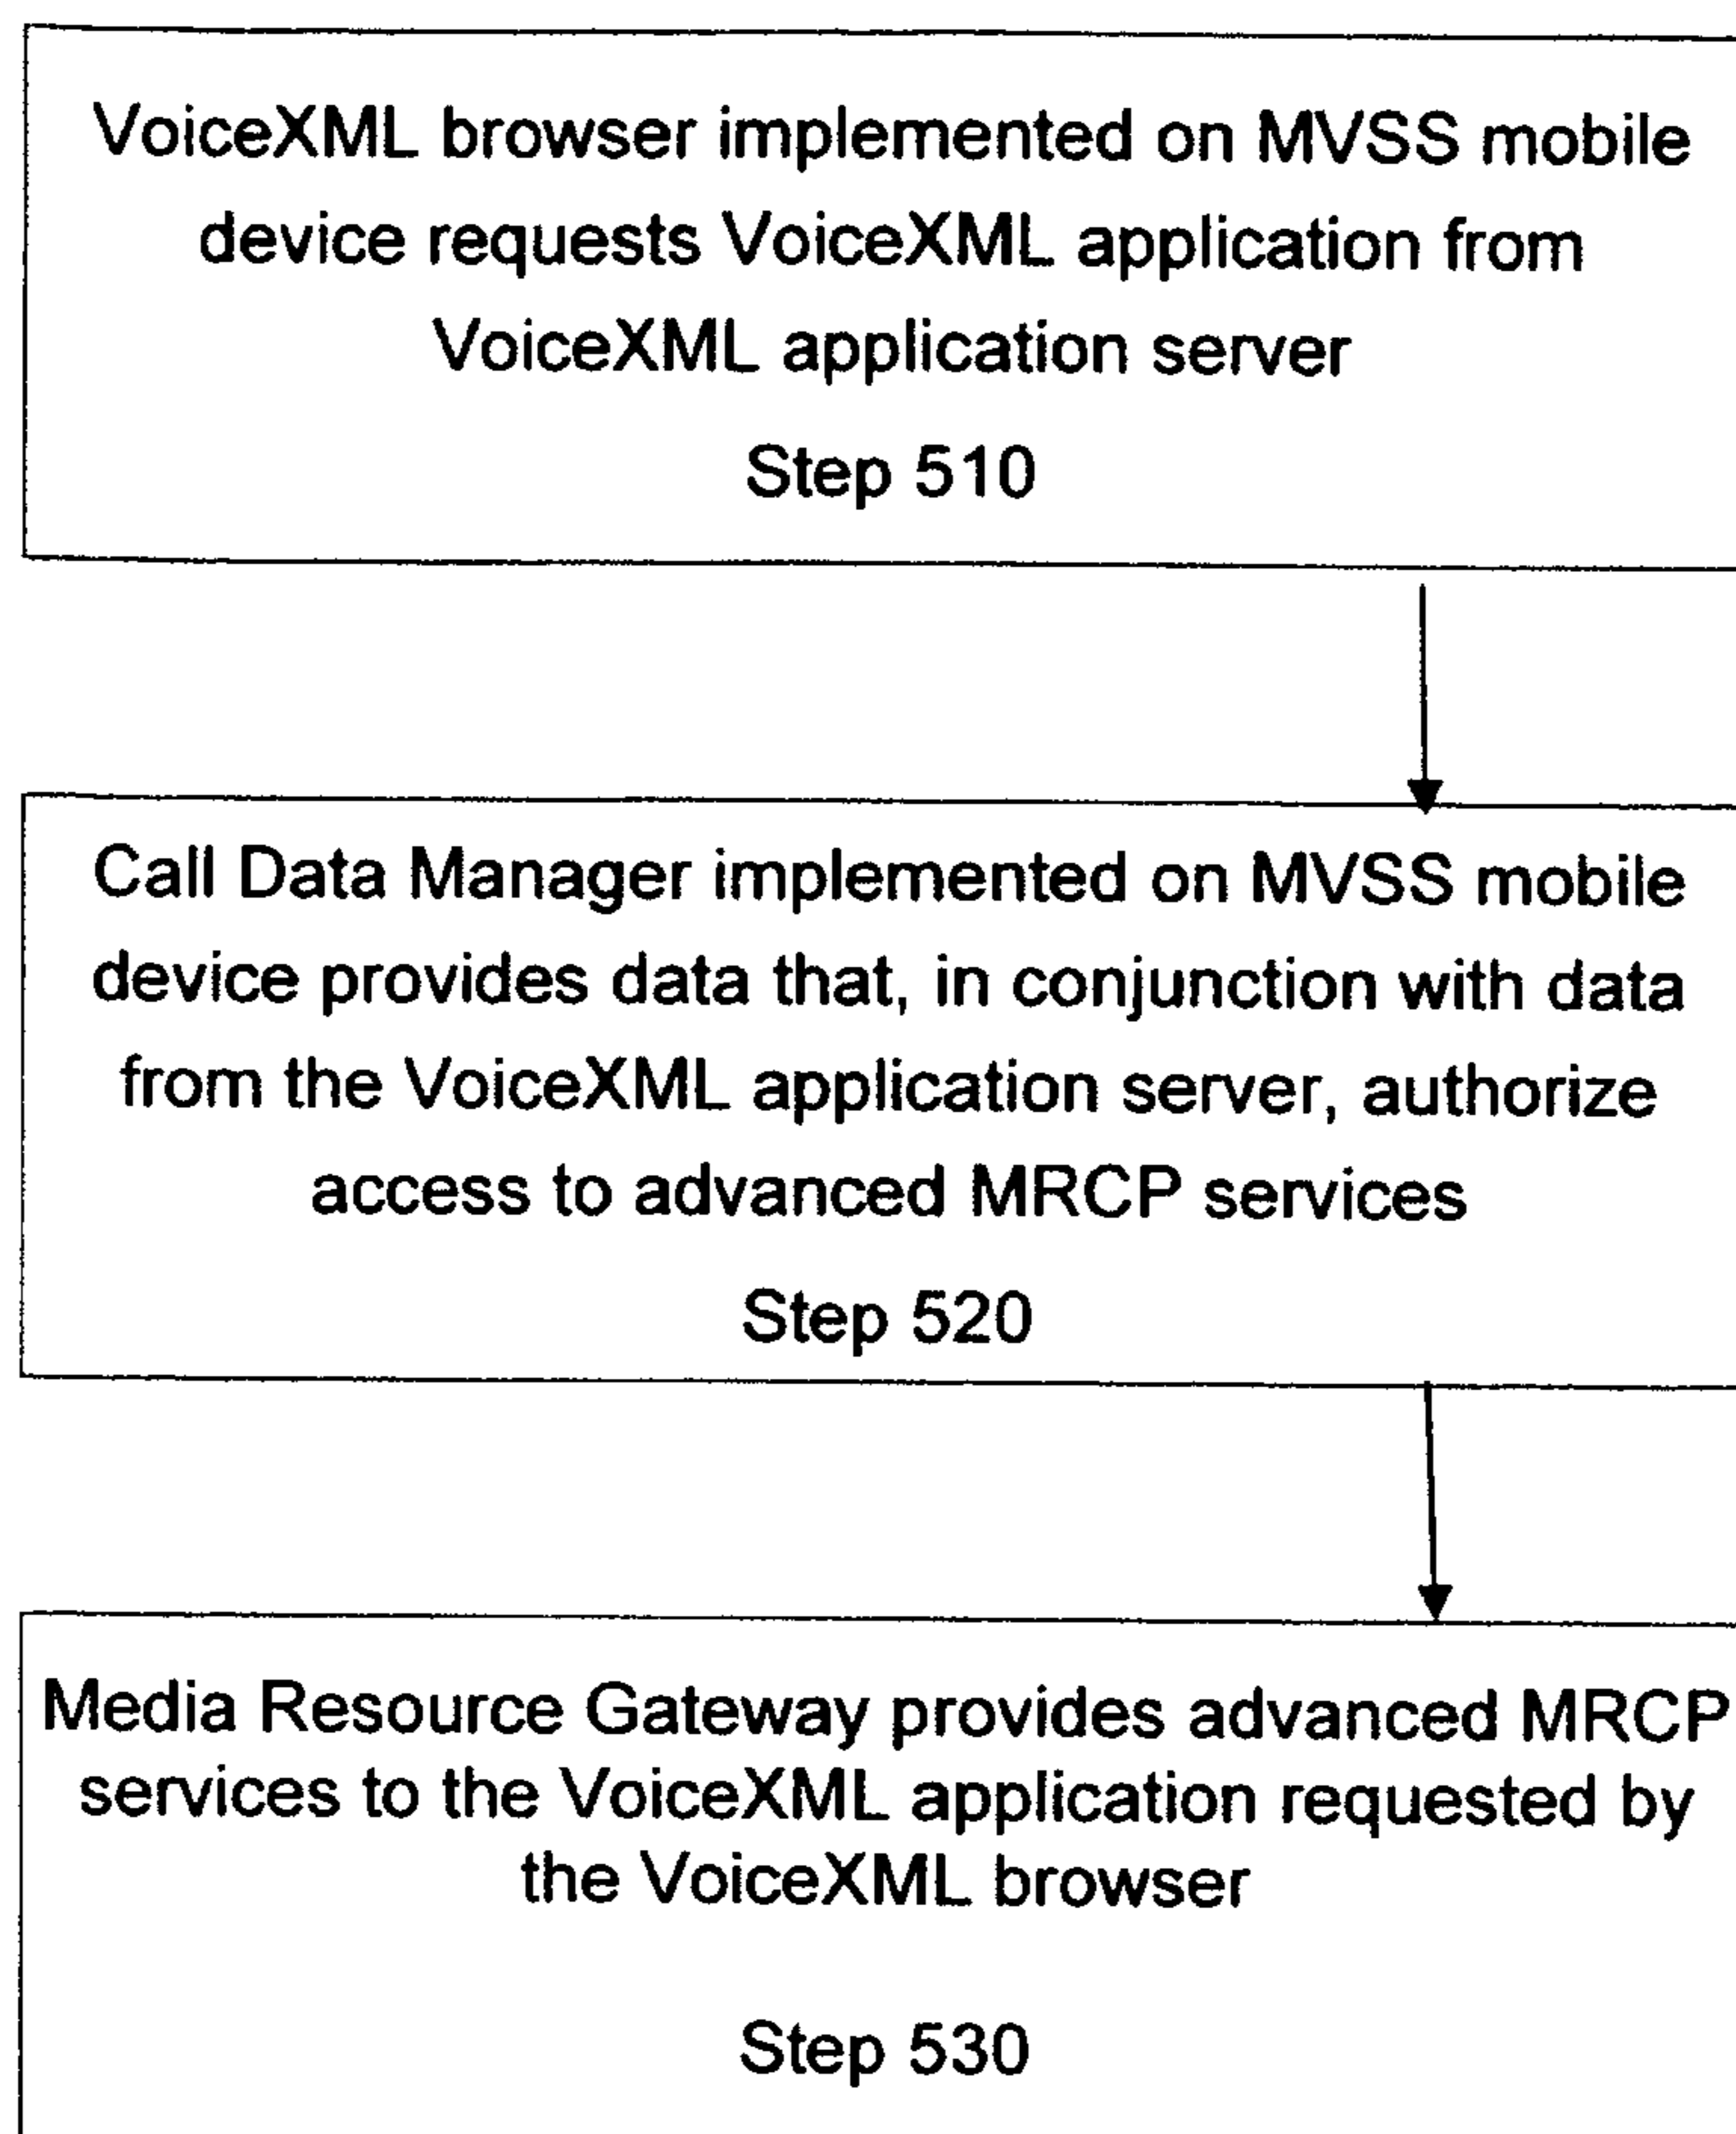 VoiceXML browser implemented on MVSS mobile
device requests VoiceXML application from
VoiceXML application server
Step 510
Call Data Manager implemented on MVSS mobile
device provides data that, in conjunction with data
from the VoiceXML application server, authorize
access to advanced MRCP services
Step 520
Media Resource Gateway provides advanced MRCP
services to the VoiceXML application requested by
the VoiceXML browser
Step 530